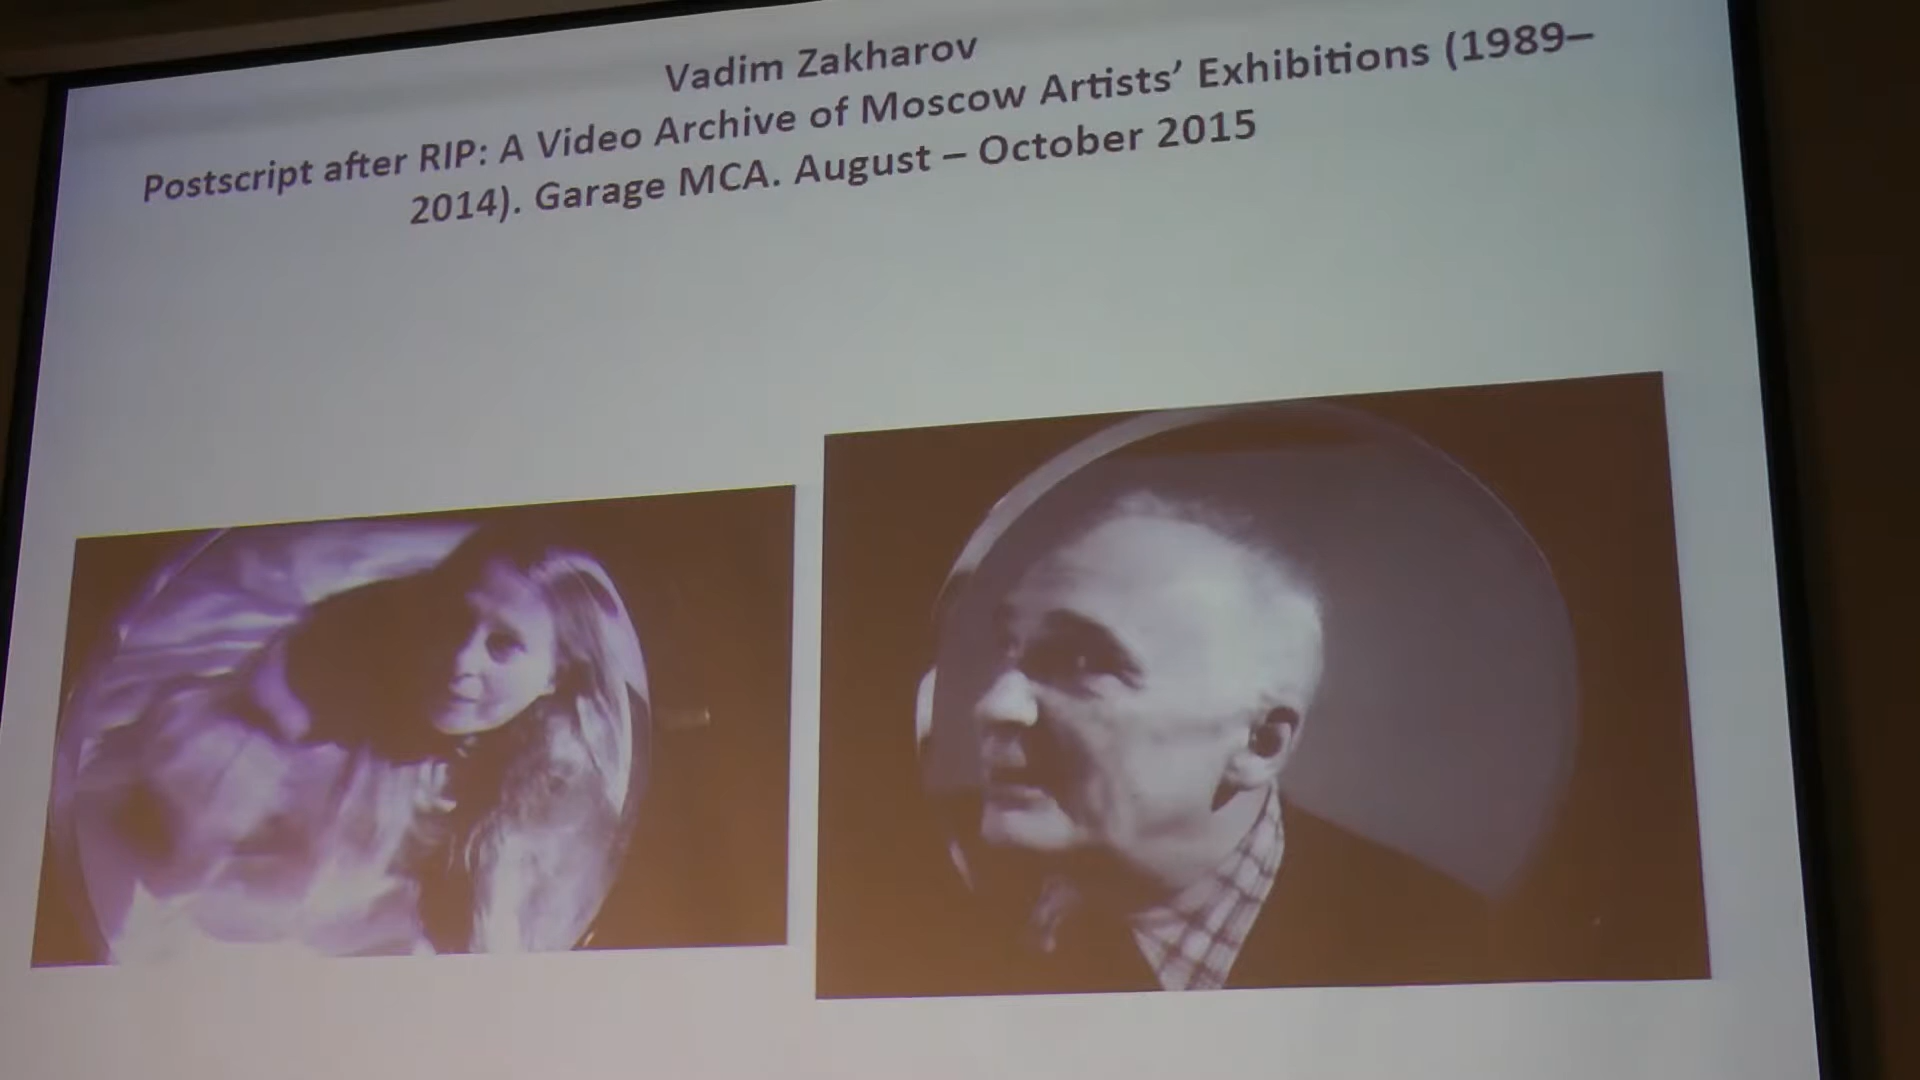 Vadim Zakharov
Postscript after RIP: A Video Archive of Moscow Artists’ Exhibitions (1989–
2014). Garage MCA. August – October 2015